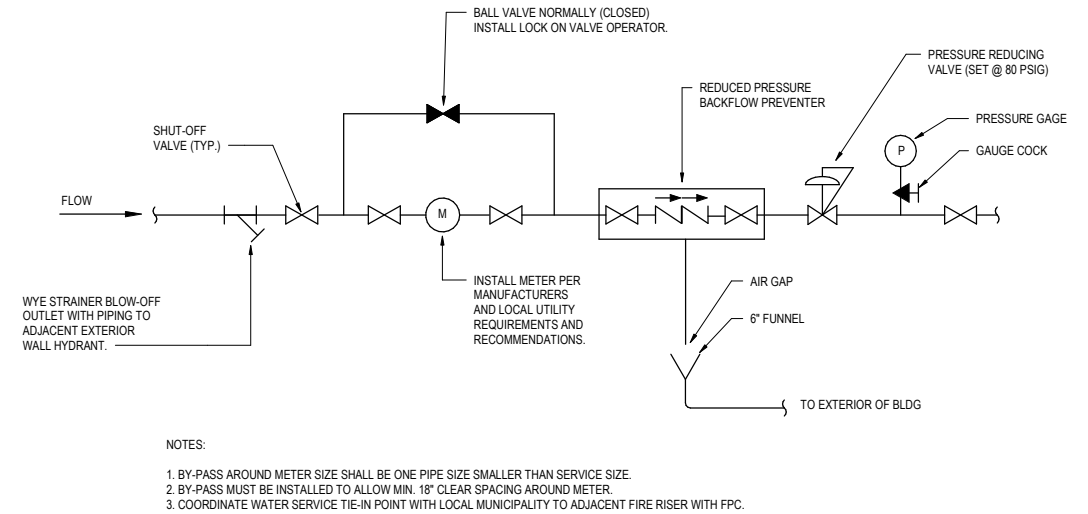 BALL VALVE NORMALLY (CLOSED)
INSTALL LOCK ON VALVE OPERATOR.
PRESSURE REDUCING
VALVE (SET @ 80 PSIG)
REDUCED PRESSURE
BACKFLOW PREVENTER
PRESSURE GAGE
SHUT-OFF
VALVE (TYP.)
P
GAUGE COCK
FLOW
M
INSTALL METER PER
MANUFACTURERS
AND LOCAL UTILITY
REQUIREMENTS AND
RECOMMENDATIONS.
AIR GAP
WYE STRAINER BLOW-OFF
OUTLET WITH PIPING TO
ADJACENT EXTERIOR
WALL HYDRANT.
6" FUNNEL
TO EXTERIOR OF BLDG
NOTES:
1. BY-PASS AROUND METER SIZE SHALL BE ONE PIPE SIZE SMALLER THAN SERVICE SIZE.
2. BY-PASS MUST BE INSTALLED TO ALLOW MIN. 18" CLEAR SPACING AROUND METER.
3. COORDINATE WATER SERVICE TIE-IN POINT WITH LOCAL MUNICIPALITY TO ADJACENT FIRE RISER WITH FPC.